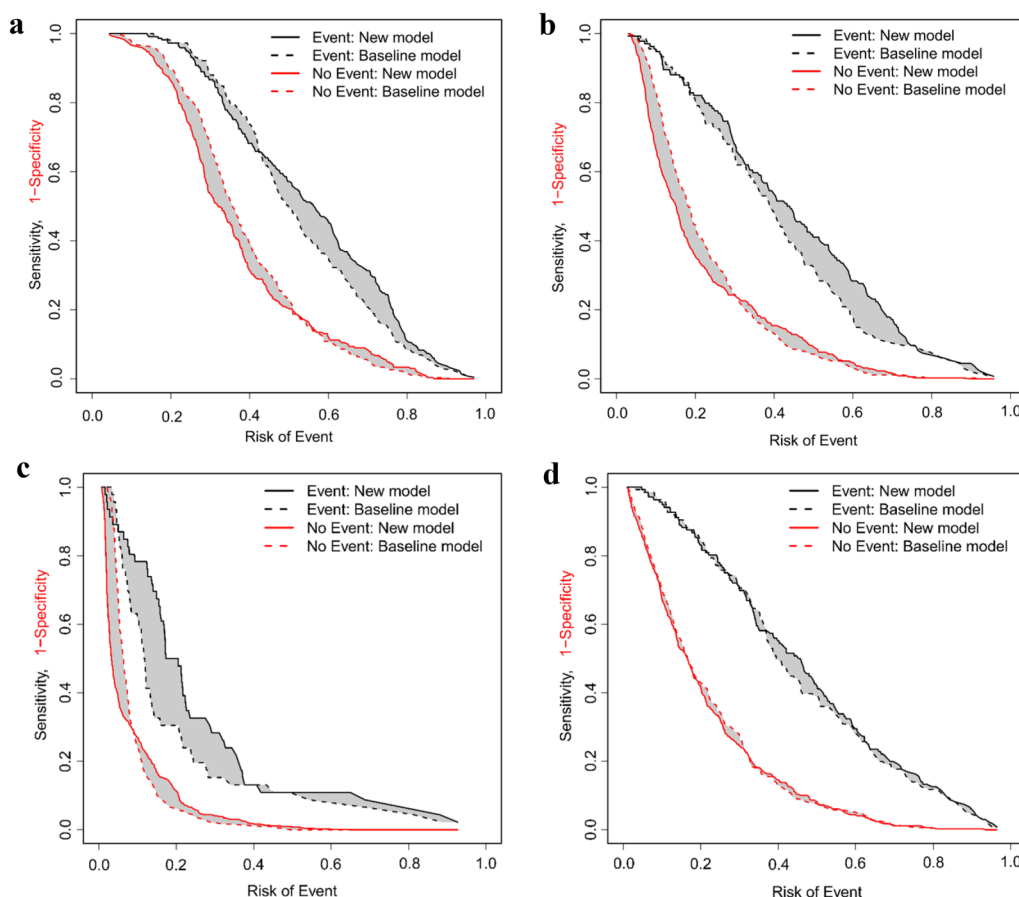 a
Event: New model
Event: Baseline model
No Event: New model
No Event: Baseline model
Sensitivity, 1−Specificity
0.0 0.2 0.4 0.6 0.8 1.0
0.0 0.2 0.4 0.6 0.8 1.0
Risk of Event
b
Event: New model
Event: Baseline model
No Event: New model
No Event: Baseline model
Sensitivity, 1−Specificity
0.0 0.2 0.4 0.6 0.8 1.0
0.0 0.2 0.4 0.6 0.8 1.0
Risk of Event
c
Event: New model
Event: Baseline model
No Event: New model
No Event: Baseline model
Sensitivity, 1−Specificity
0.0 0.2 0.4 0.6 0.8 1.0
0.0 0.2 0.4 0.6 0.8 1.0
Risk of Event
d
Event: New model
Event: Baseline model
No Event: New model
No Event: Baseline model
Sensitivity, 1−Specificity
0.0 0.2 0.4 0.6 0.8 1.0
0.0 0.2 0.4 0.6 0.8 1.0
Risk of Event